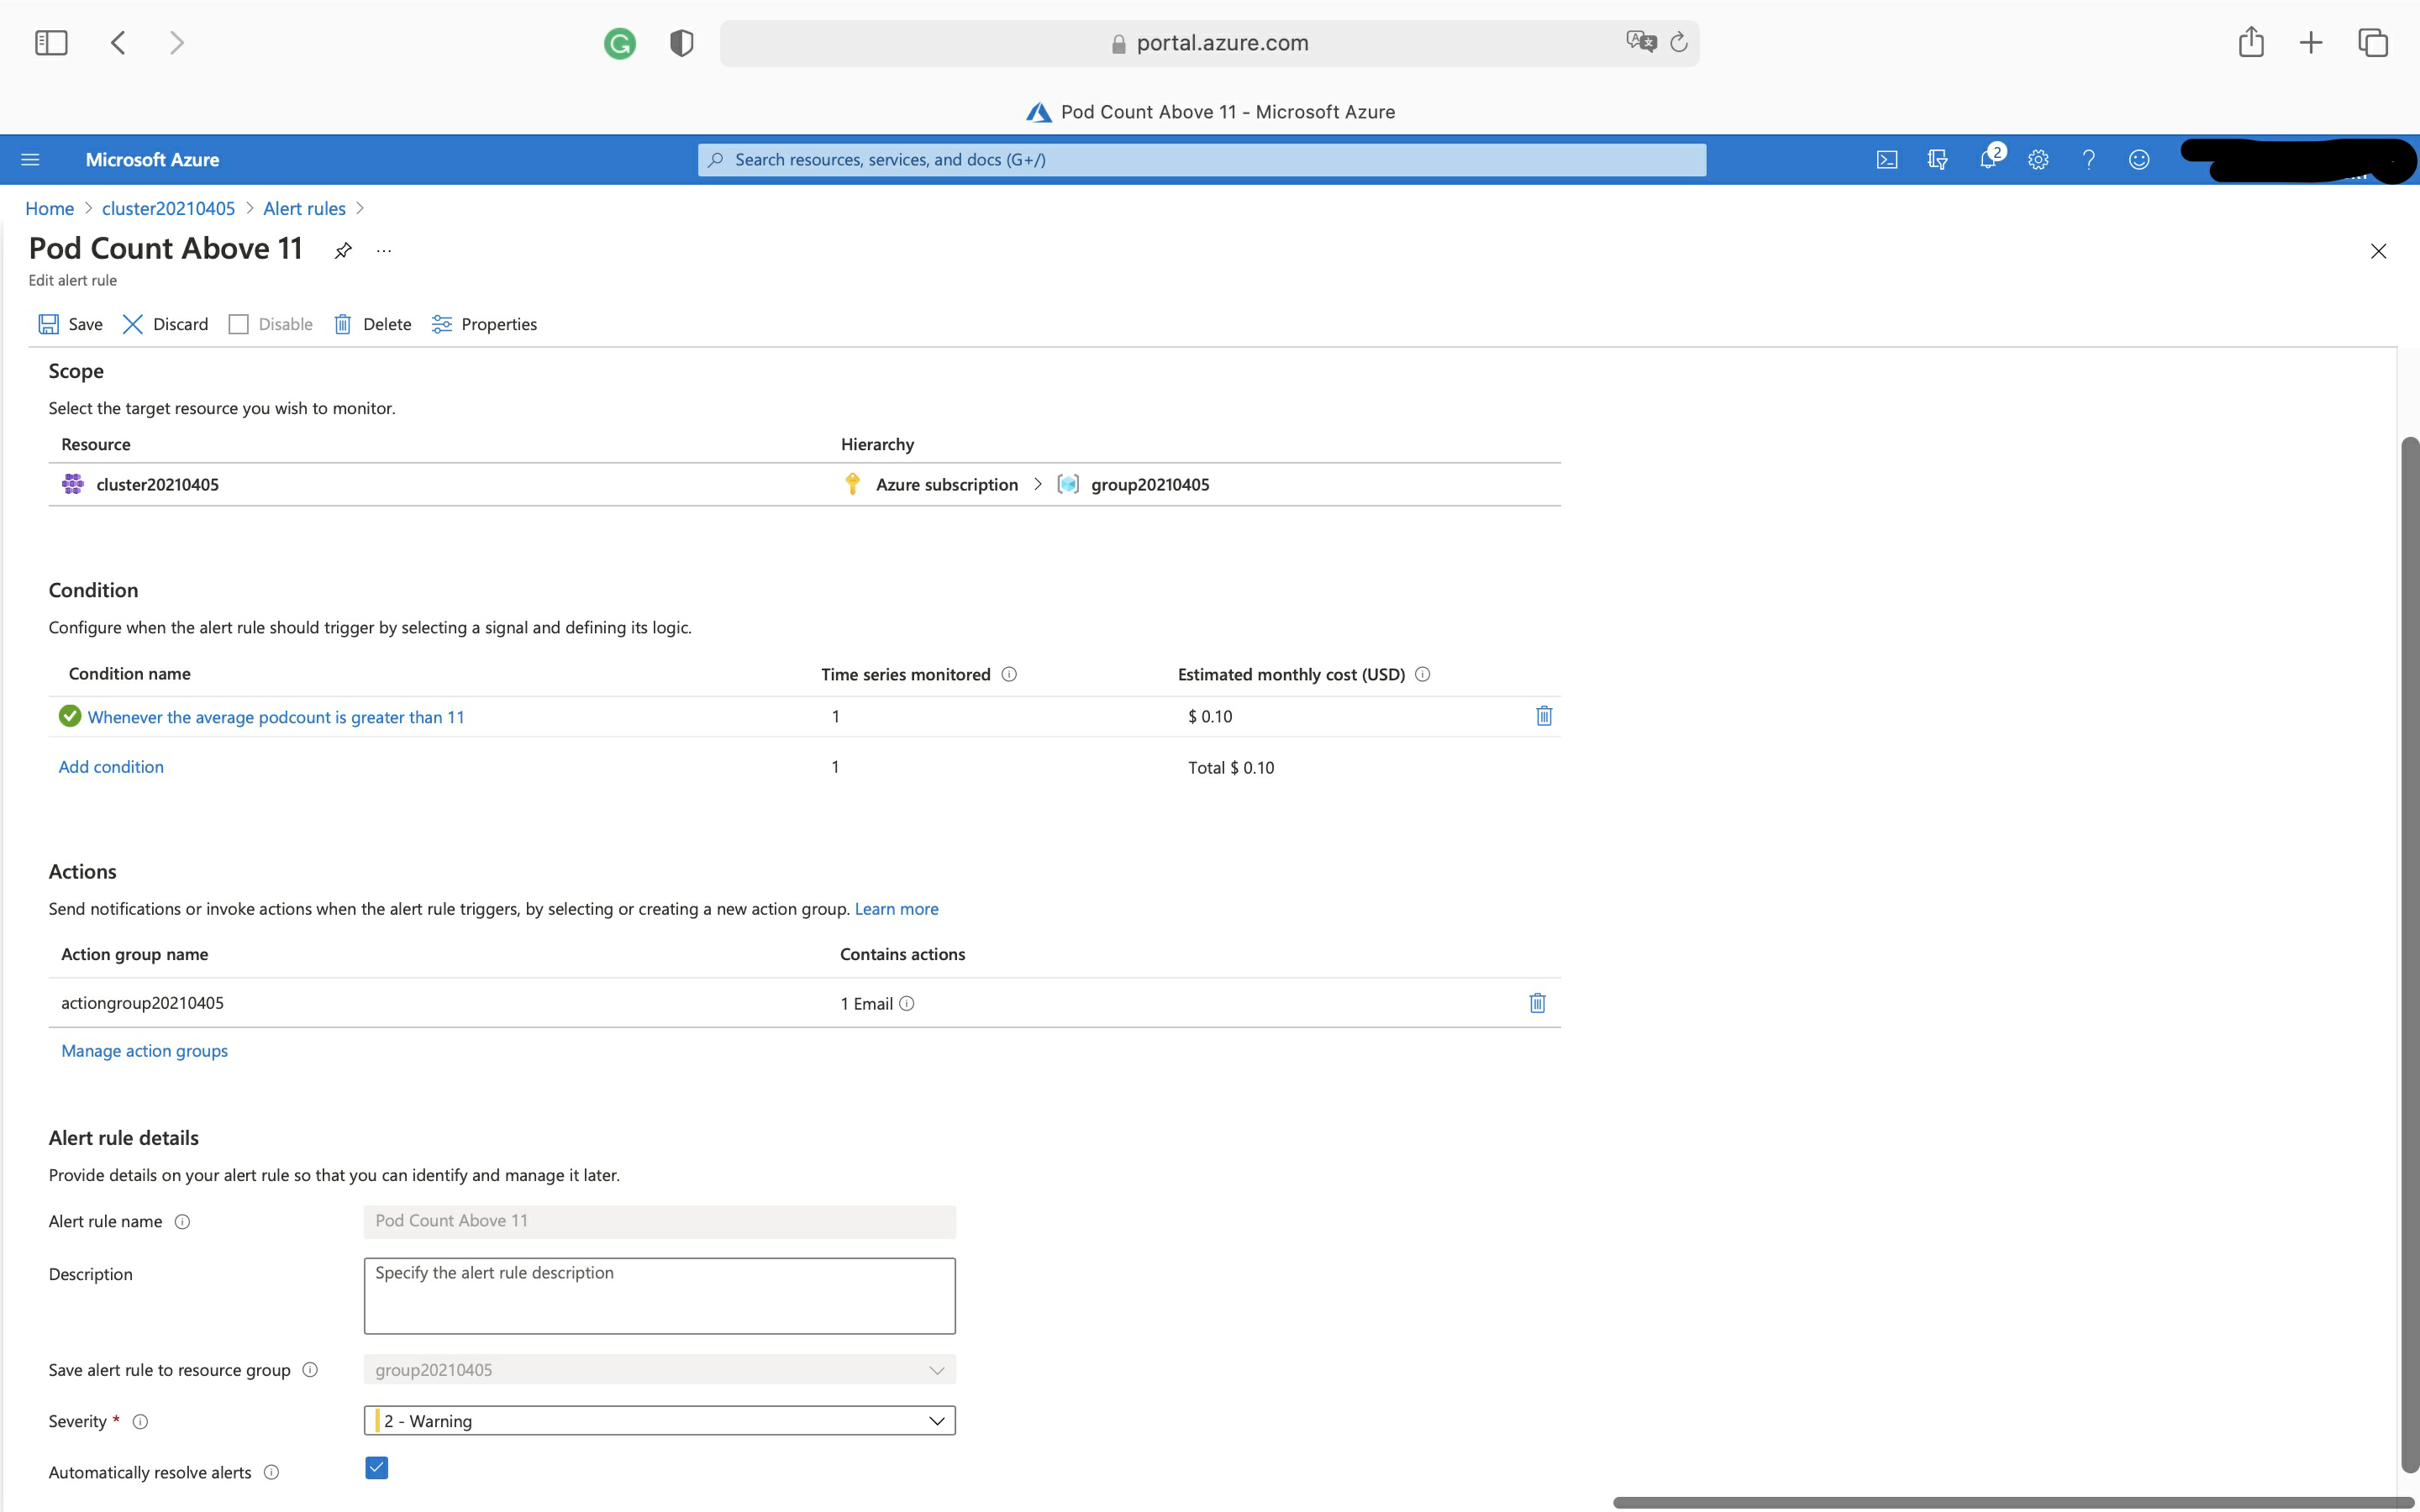 portal.azure.com
Pod Count Above 11 - Microsoft Azure
Microsoft Azure
Search resources, services, and docs (G+/)
2
Home > cluster20210405 > Alert rules >
Pod Count Above 11 ...
Edit alert rule
Save Discard Disable Delete Properties
Scope
Select the target resource you wish to monitor.
Resource Hierarchy
cluster20210405 Azure subscription > group20210405
Condition
Configure when the alert rule should trigger by selecting a signal and defining its logic.
Condition name Time series monitored Estimated monthly cost (USD)
Whenever the average podcount is greater than 11 1 $ 0.10
Add condition 1 Total $ 0.10
Actions
Send notifications or invoke actions when the alert rule triggers, by selecting or creating a new action group. Learn more
Action group name Contains actions
actiongroup20210405 1 Email
Manage action groups
Alert rule details
Provide details on your alert rule so that you can identify and manage it later.
Alert rule name Pod Count Above 11
Description Specify the alert rule description
Save alert rule to resource group group20210405
Severity * 2 - Warning
Automatically resolve alerts